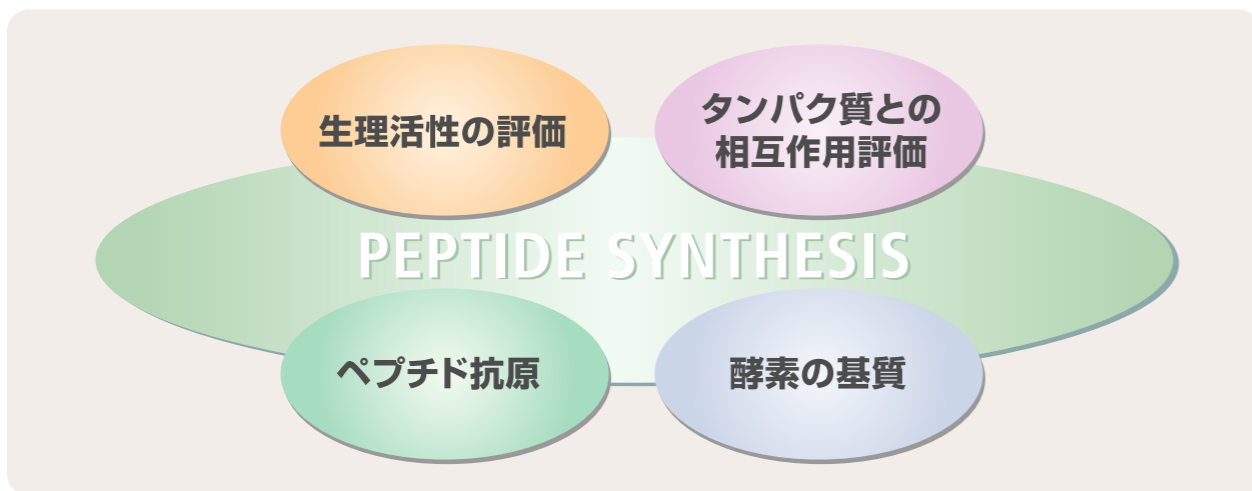 生理活性の評価
タンパク質との
相互作用評価
PEPTIDE SYNTHESIS
ペプチド抗原
酵素の基質